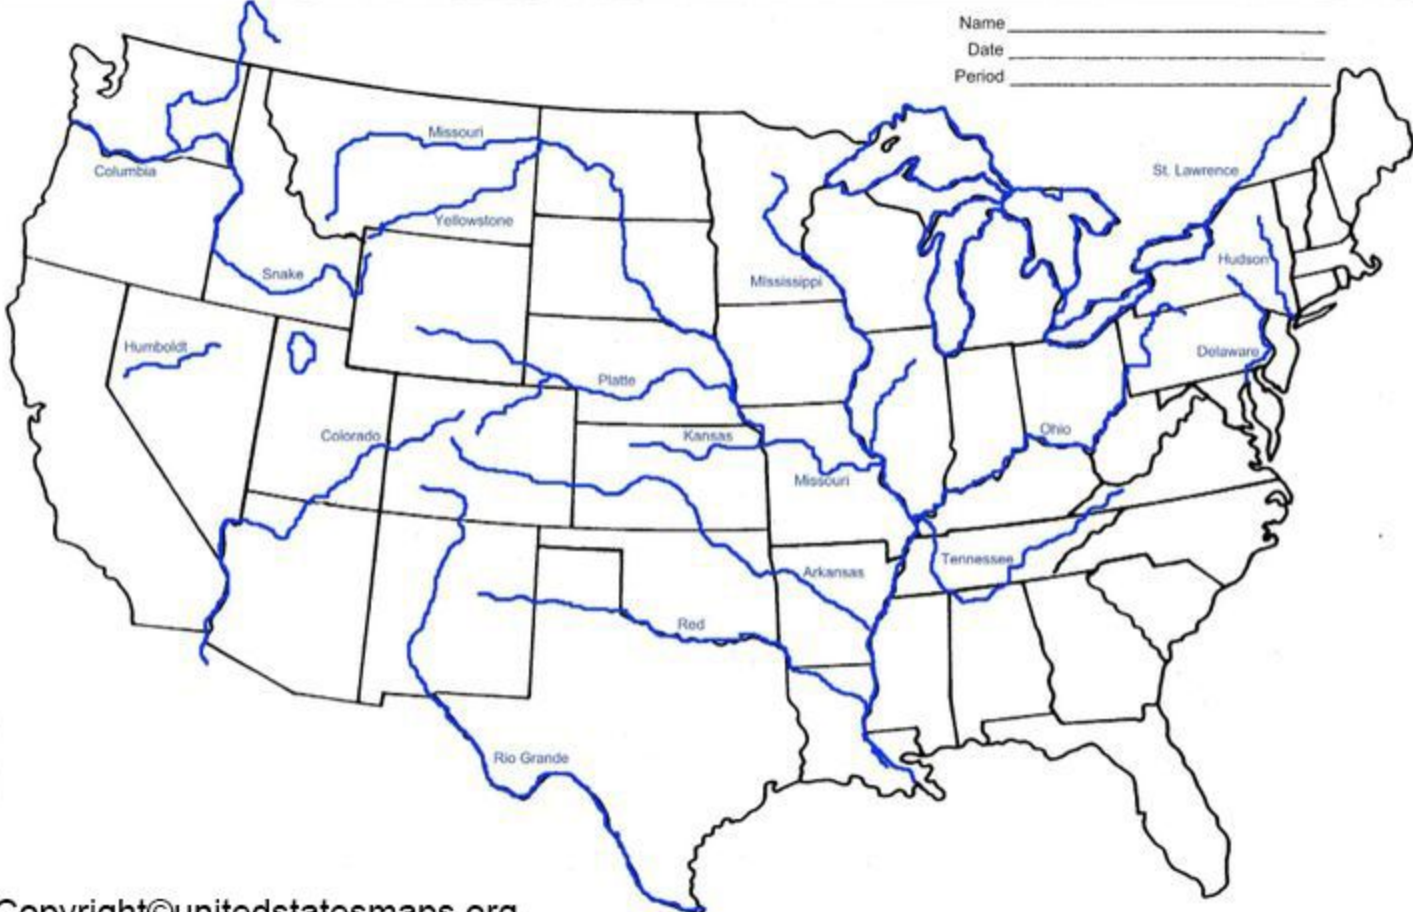 Name
Date
Period
Missouri
Columbia
St. Lawrence
Yellowstone
Hudson
Snake
Mississippi
Humboldt
Delaware
Platte
Ohio
Colorado
Kansas
Missouri
Tennessee
Arkansas
Red
Rio Grande
Copyright©unitedstatesmaps.org